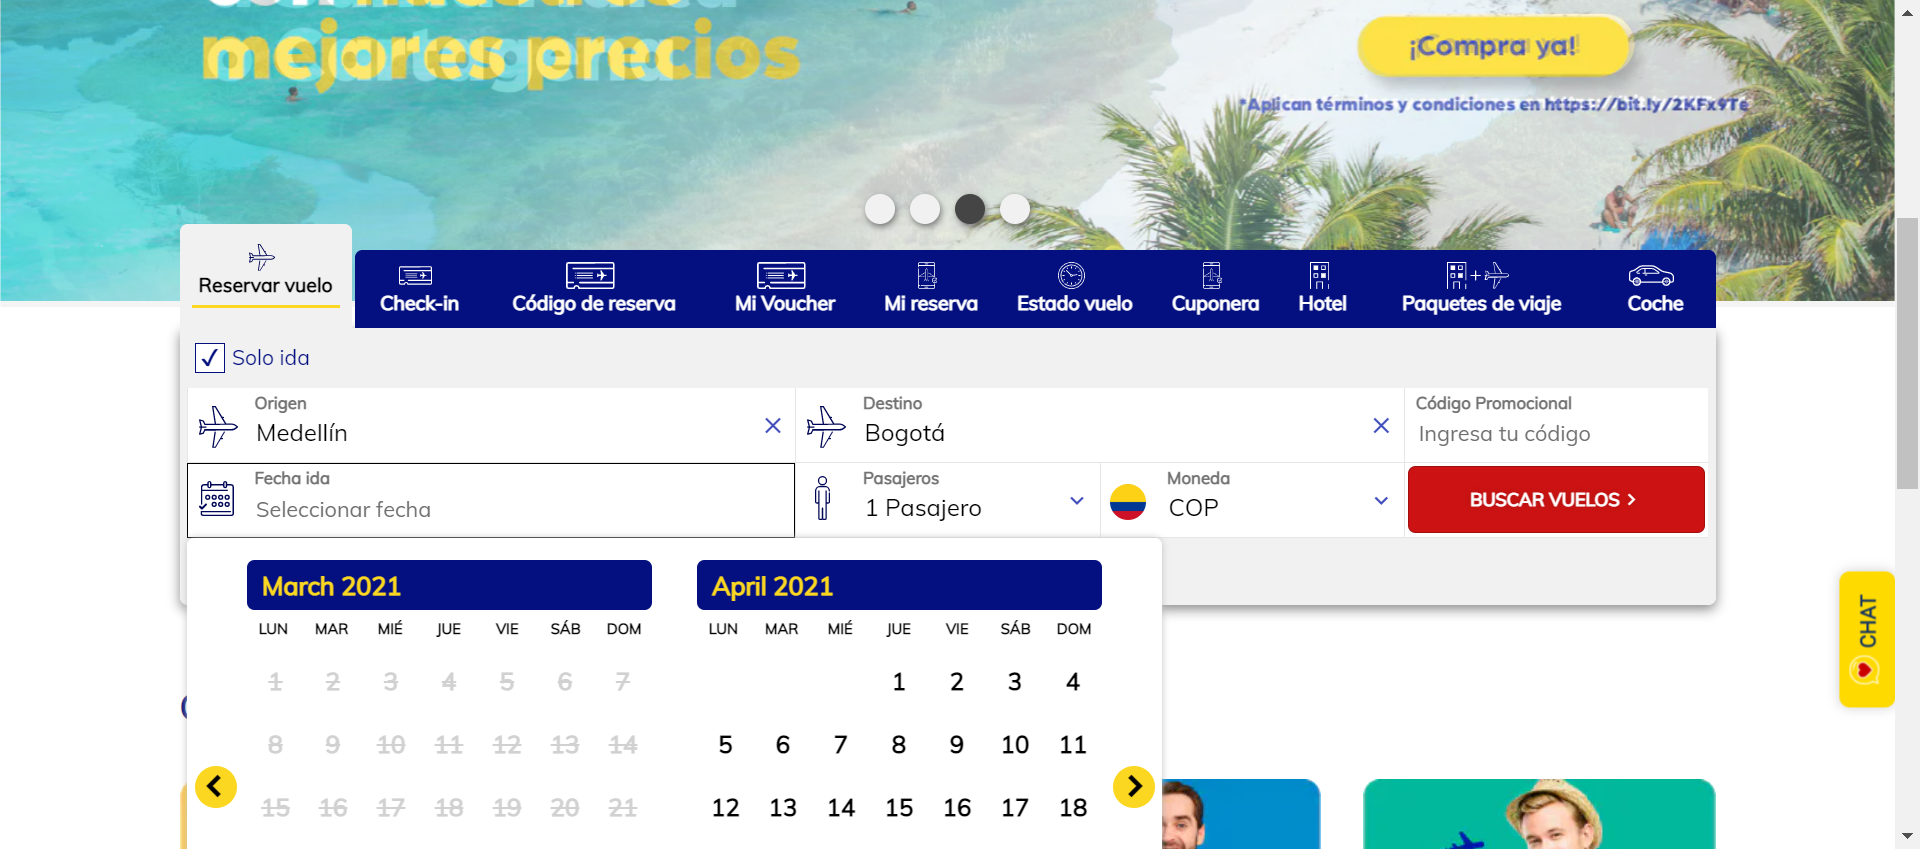 mejores precios
¡Compra ya!
*Aplican términos y condiciones en https://bit.ly/2KFx9Te
Reservar vuelo
Check-in
Código de reserva
Mi Voucher
Mi reserva
Estado vuelo
Cuponera
Hotel
Paquetes de viaje
Coche
Solo ida
Origen
Medellín
Destino
Bogotá
Código Promocional
Ingresa tu código
Fecha ida
Seleccionar fecha
Pasajeros
1 Pasajero
Moneda
COP
BUSCAR VUELOS
March 2021
LUN MAR MIÉ JUE VIE SÁB DOM
1 2 3 4 5 6 7
8 9 10 11 12 13 14
15 16 17 18 19 20 21
April 2021
LUN MAR MIÉ JUE VIE SÁB DOM
1 2 3 4
5 6 7 8 9 10 11
12 13 14 15 16 17 18
CHAT